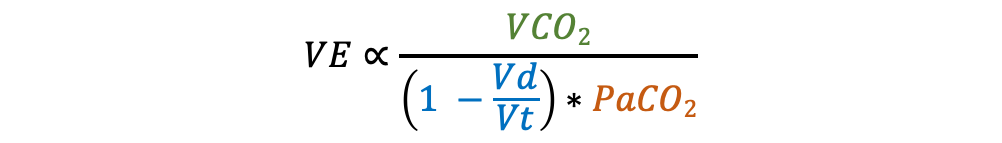 VCO₂
VE ∝
(1 − Vd/Vt) * PaCO₂